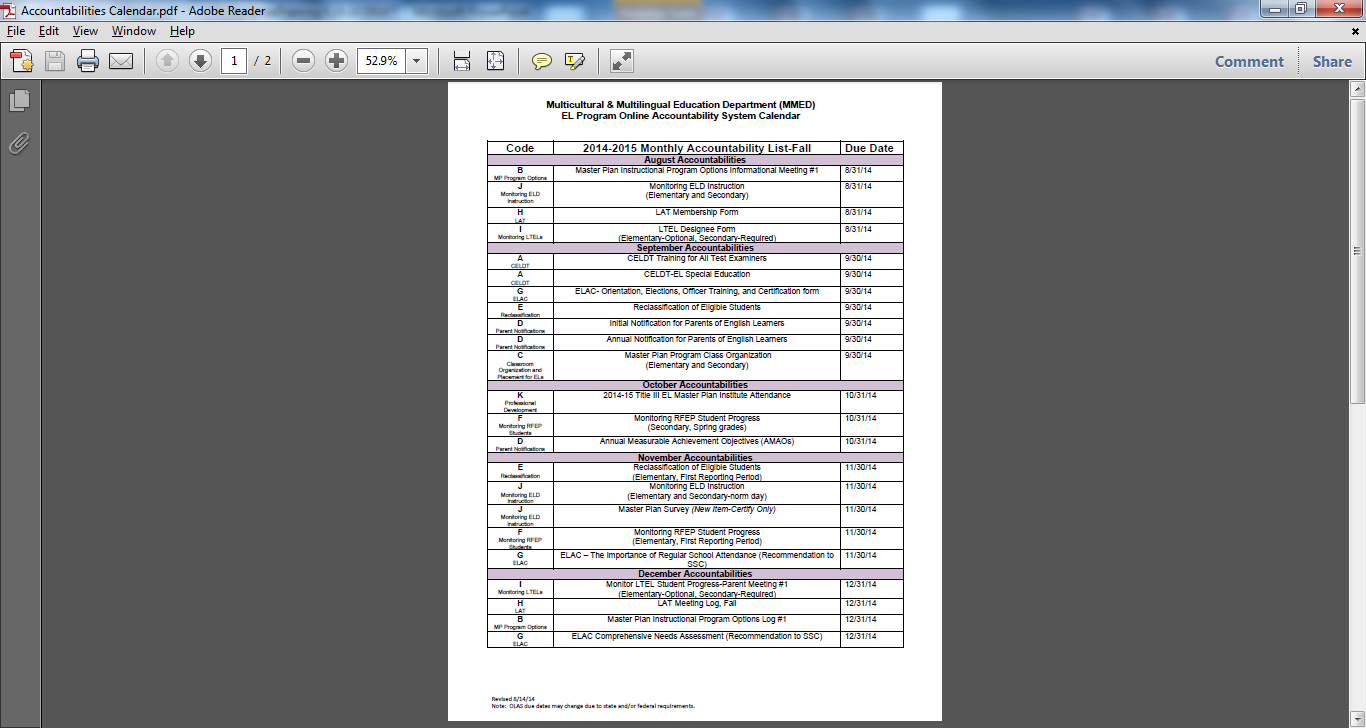 Accountabilities Calendar.pdf - Adobe Reader
File Edit View Window Help
1 / 2 52.9% Comment Share
Multicultural & Multilingual Education Department (MMED)
EL Program Online Accountability System Calendar
Code 2014-2015 Monthly Accountability List-Fall Due Date
August Accountabilities
B Master Plan Instructional Program Options Informational Meeting #1 8/31/14
MP Program Options
J Monitoring ELD Instruction 8/31/14
Monitoring ELD (Elementary and Secondary)
Instruction
H LAT Membership Form 8/31/14
LAT
I LTEL Designee Form 8/31/14
Monitoring LTELs (Elementary-Optional, Secondary-Required)
September Accountabilities
A CELDT Training for All Test Examiners 9/30/14
CELDT
A CELDT-EL Special Education 9/30/14
CELDT
G ELAC- Orientation, Elections, Officer Training, and Certification form 9/30/14
ELAC
E Reclassification of Eligible Students 9/30/14
Reclassification
D Initial Notification for Parents of English Learners 9/30/14
Parent Notifications
D Annual Notification for Parents of English Learners 9/30/14
Parent Notifications
C Master Plan Program Class Organization 9/30/14
Classroom (Elementary and Secondary)
Organization and
Placement for ELs
October Accountabilities
K 2014-15 Title III EL Master Plan Institute Attendance 10/31/14
Professional
Development
F Monitoring RFEP Student Progress 10/31/14
Monitoring RFEP (Secondary, Spring grades)
Students
D Annual Measurable Achievement Objectives (AMAOs) 10/31/14
Parent Notifications
November Accountabilities
E Reclassification of Eligible Students 11/30/14
Reclassification (Elementary, First Reporting Period)
J Monitoring ELD Instruction 11/30/14
Monitoring ELD (Elementary and Secondary-norm day)
Instruction
J Master Plan Survey (New Item-Certify Only) 11/30/14
Monitoring ELD
Instruction
F Monitoring RFEP Student Progress 11/30/14
Monitoring RFEP (Elementary, First Reporting Period)
Students
G ELAC – The Importance of Regular School Attendance (Recommendation to 11/30/14
ELAC SSC)
December Accountabilities
I Monitor LTEL Student Progress-Parent Meeting #1 12/31/14
Monitoring LTELs (Elementary-Optional, Secondary-Required)
H LAT Meeting Log, Fall 12/31/14
LAT
B Master Plan Instructional Program Options Log #1 12/31/14
MP Program Options
G ELAC Comprehensive Needs Assessment (Recommendation to SSC) 12/31/14
ELAC
Revised 8/14/14
Note: OLAS due dates may change due to state and/or federal requirements.